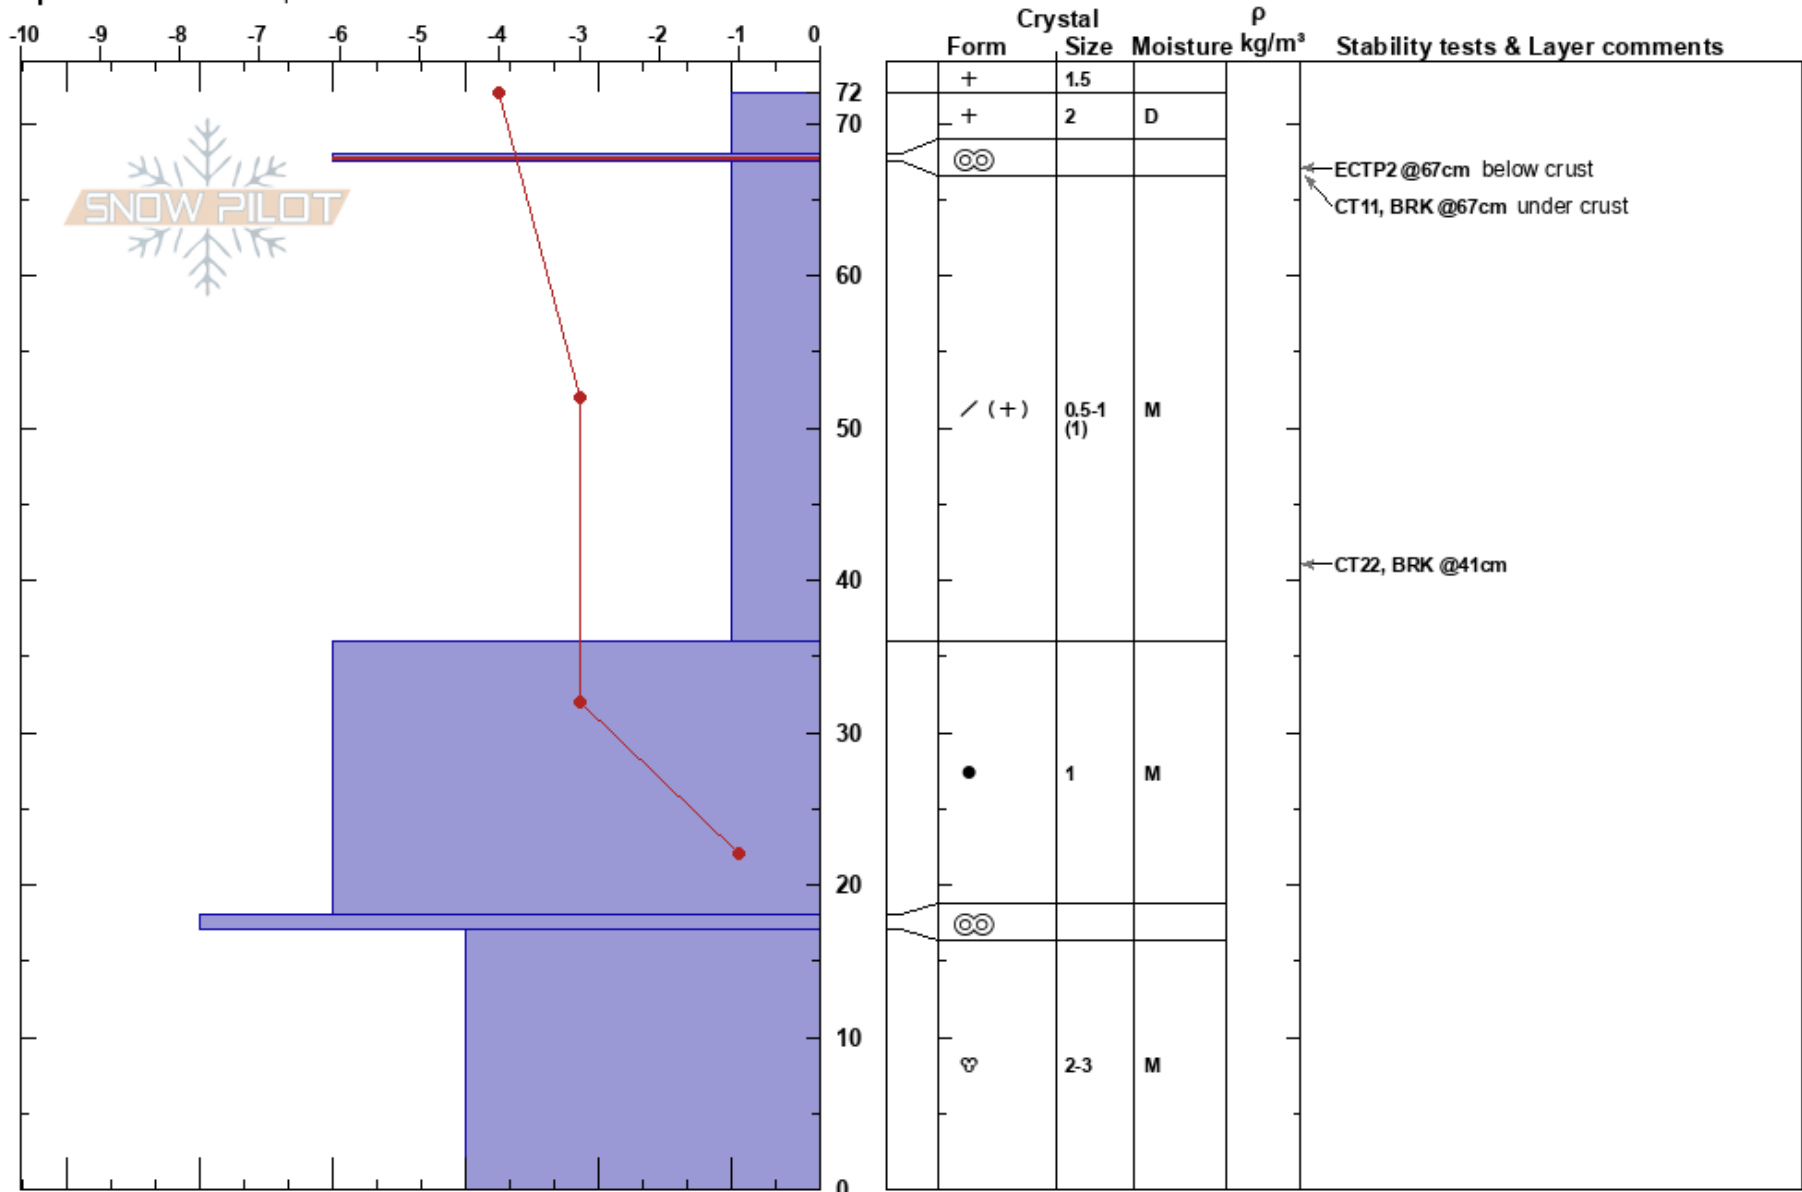 Crystal ρ
-10 -9 -8 -7 -6 -5 -4 -3 -2 -1 0 Form Size Moisture kg/m³ Stability tests & Layer comments
+ 1.5
72
70 + 2 D
SNOW PILOT
ECTP2 @67cm below crust
CT11, BRK @67cm under crust
60
/ (+) 0.5-1 M
(1)
50
CT22, BRK @41cm
40
30
1 M
20
10
2-3 M
0